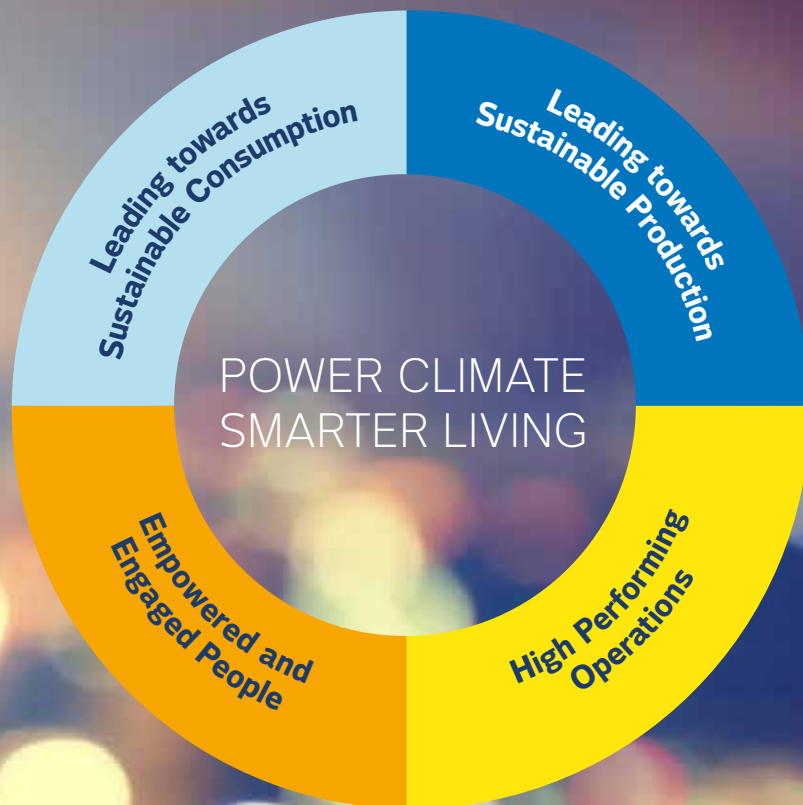 Leading towards
Sustainable Consumption
Leading towards
Sustainable Production
POWER CLIMATE
SMARTER LIVING
Empowered and
Engaged People
High Performing
Operations